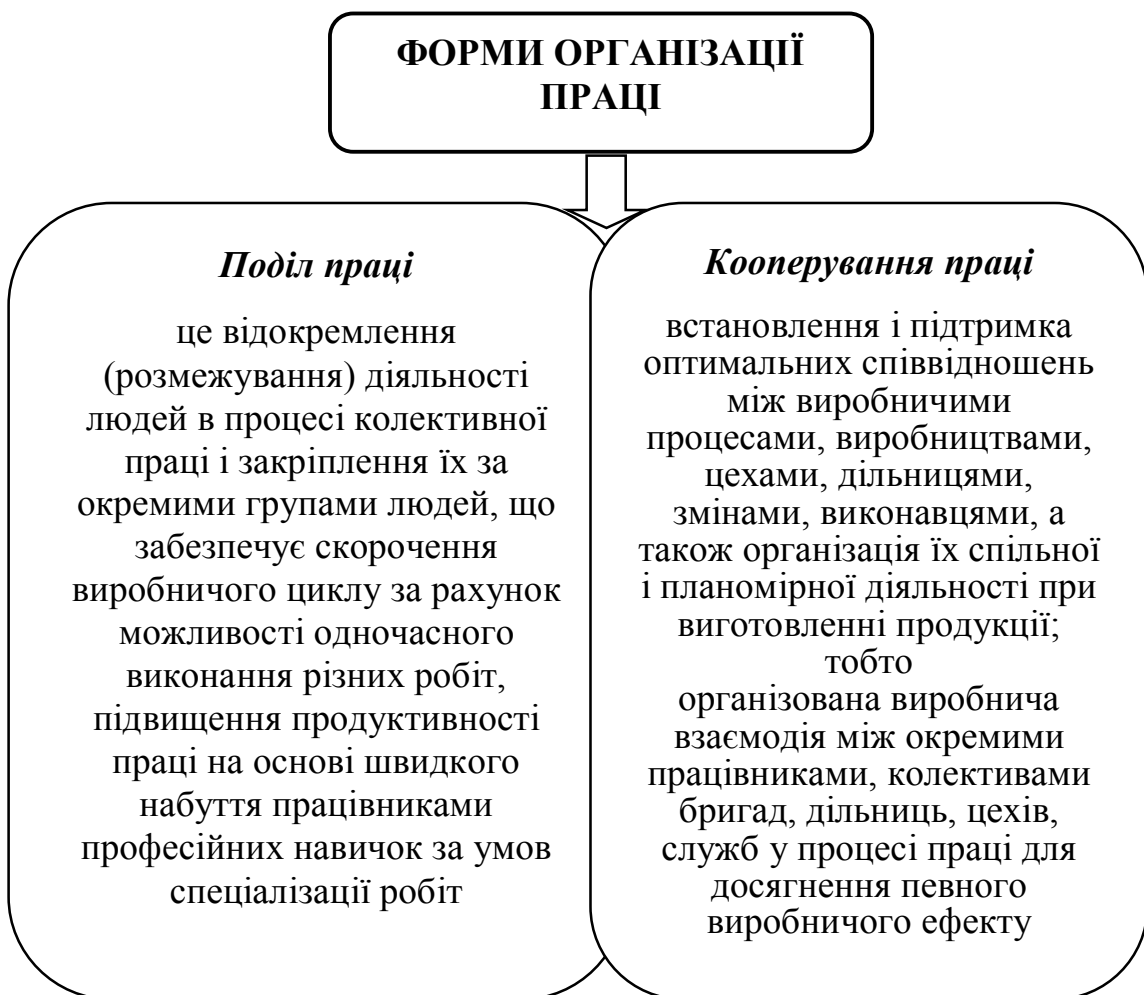 ФОРМИ ОРГАНІЗАЦІЇ
ПРАЦІ
Поділ праці
це відокремлення
(розмежування) діяльності
людей в процесі колективної
праці і закріплення їх за
окремими групами людей, що
забезпечує скорочення
виробничого циклу за рахунок
можливості одночасного
виконання різних робіт,
підвищення продуктивності
праці на основі швидкого
набуття працівниками
професійних навичок за умов
спеціалізації робіт
Кооперування праці
встановлення і підтримка
оптимальних співвідношень
між виробничими
процесами, виробництвами,
цехами, дільницями,
змінами, виконавцями, а
також організація їх спільної
і планомірної діяльності при
виготовленні продукції;
тобто
організована виробнича
взаємодія між окремими
працівниками, колективами
бригад, дільниць, цехів,
служб у процесі праці для
досягнення певного
виробничого ефекту